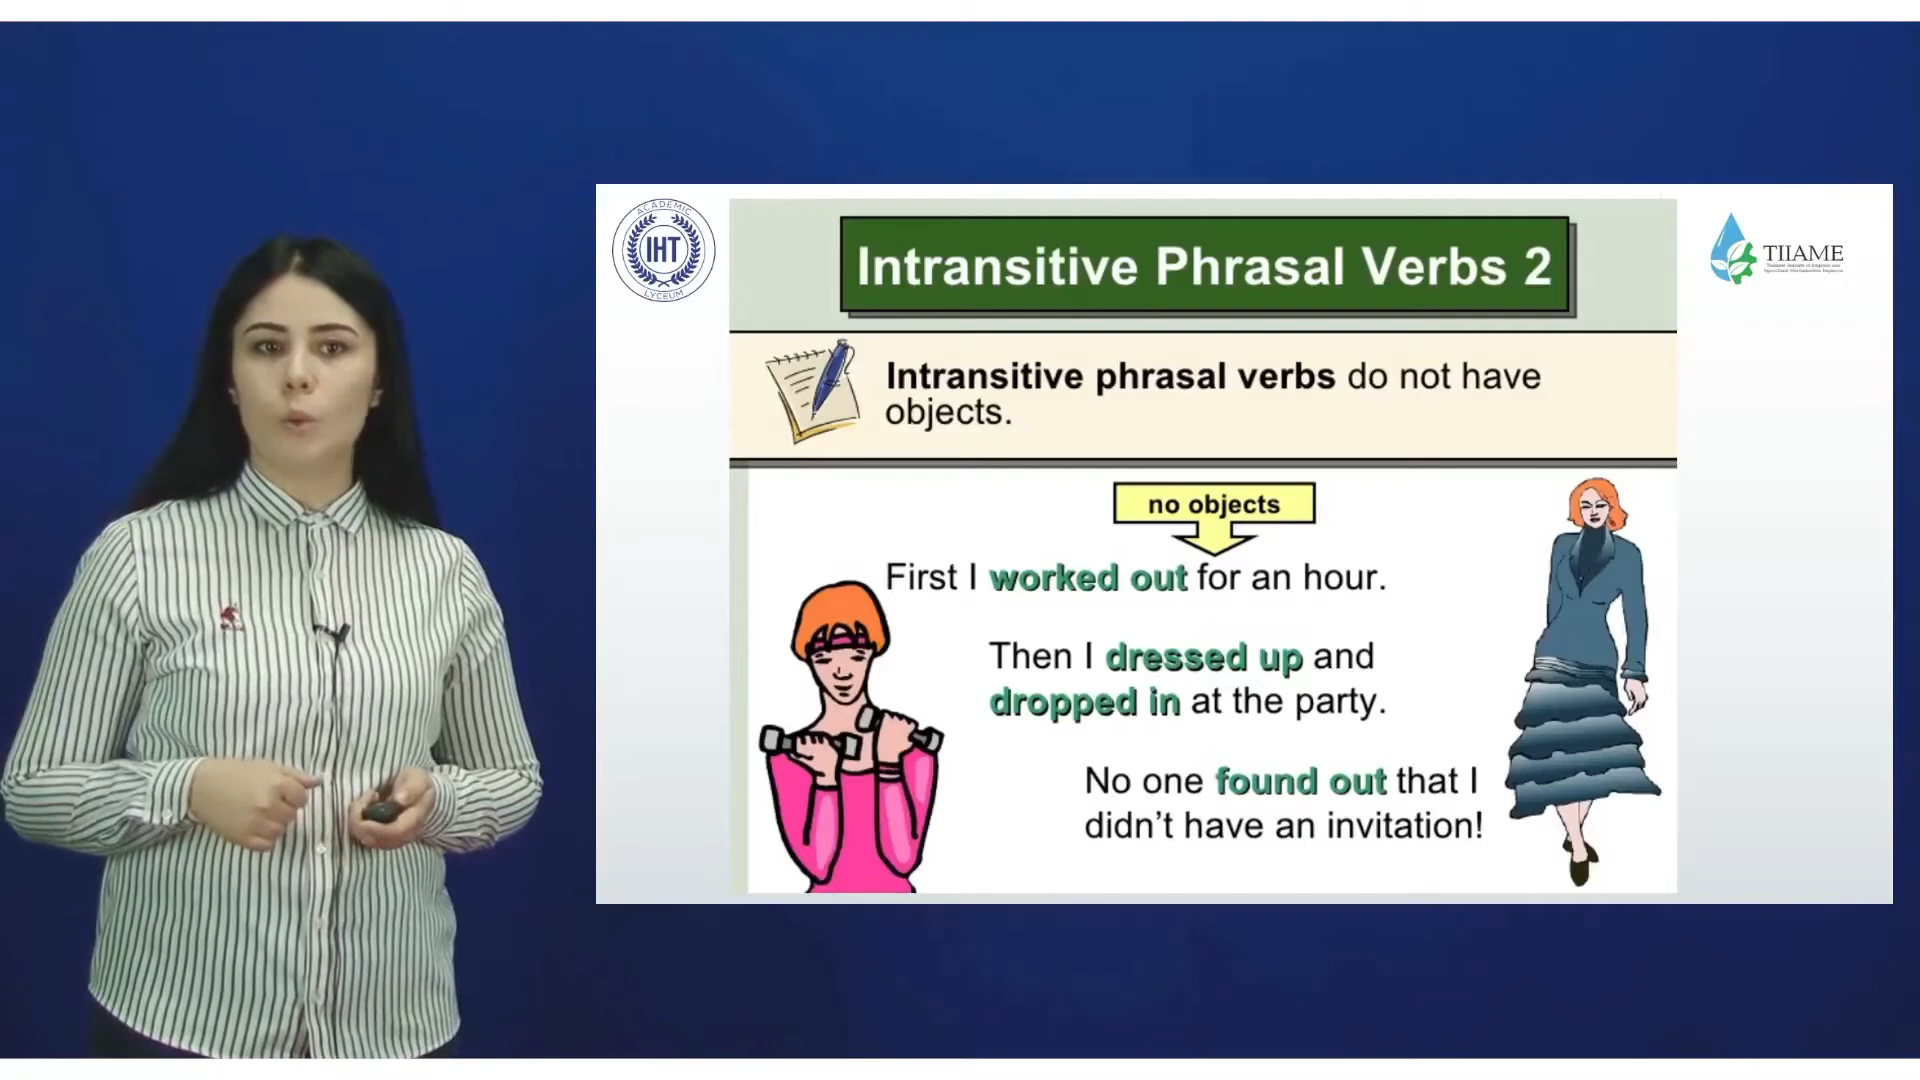 ACADEMIC
IHT
LYCEUM
Intransitive Phrasal Verbs 2
TIIAME
Intransitive phrasal verbs do not have
objects.
no objects
First I worked out for an hour.
Then I dressed up and
dropped in at the party.
No one found out that I
didn't have an invitation!